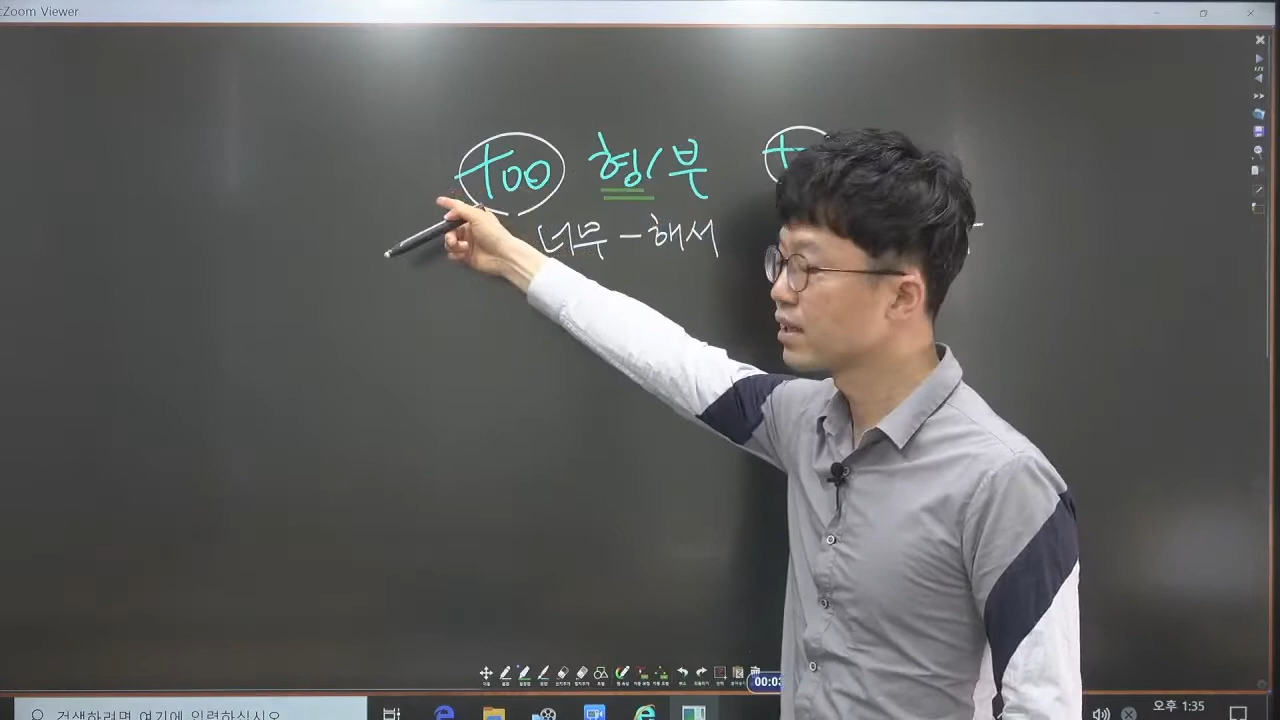 Zoom Viewer
too 형/부
너무 - 해서
00:03
검색하려면 여기에 입력하십시오
오후 1:35